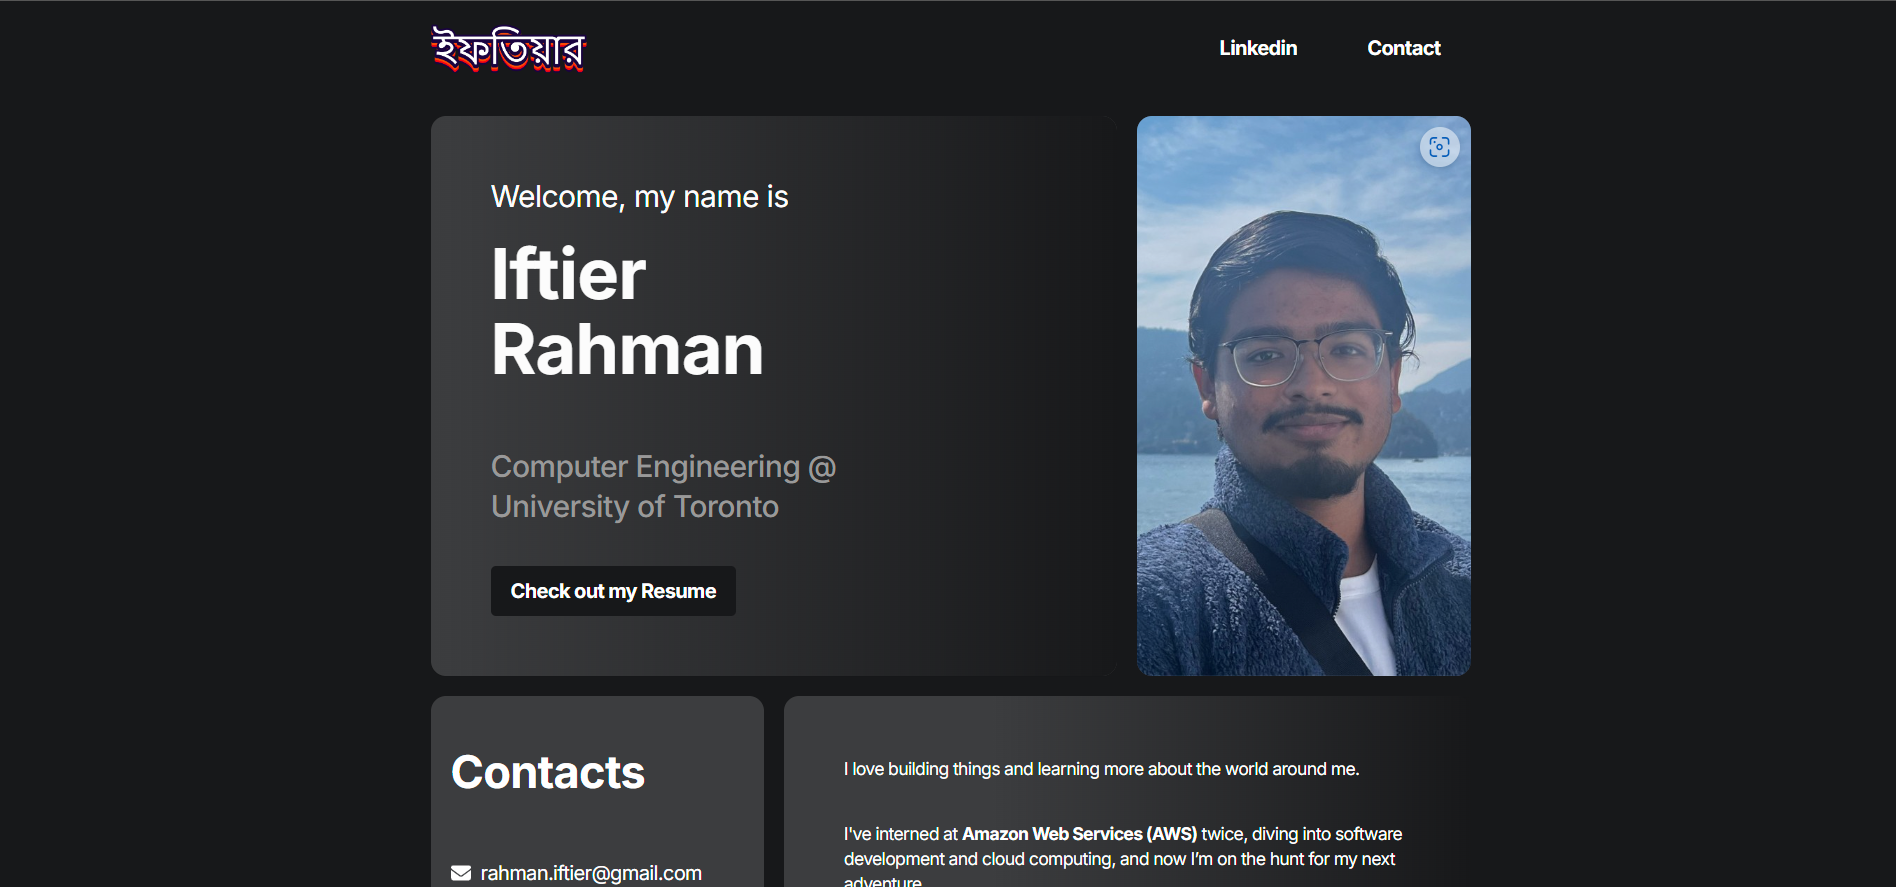 ইফতিয়ার
Linkedin
Contact
Welcome, my name is
Iftier
Rahman
Computer Engineering @
University of Toronto
Check out my Resume
Contacts
rahman.iftier@gmail.com
I love building things and learning more about the world around me.
I've interned at Amazon Web Services (AWS) twice, diving into software
development and cloud computing, and now I’m on the hunt for my next
adventure